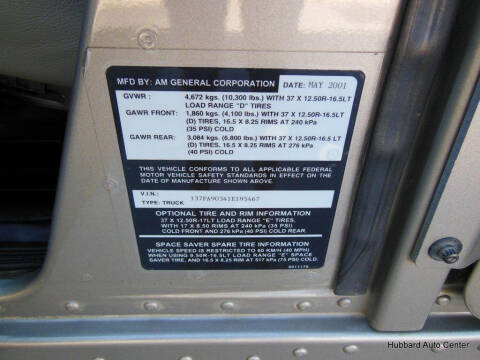 MFD BY: AM GENERAL CORPORATION DATE: MAY 2001
GVWR : 4,672 kgs. (10,300 lbs.) WITH 37 X 12.50R-16.5LT
LOAD RANGE "D" TIRES
GAWR FRONT: 1,860 kgs. (4,100 lbs.) WITH 37 X 12.50R-16.5LT
(D) TIRES, 16.5 X 8.25 RIMS AT 240 kPa
(35 PSI) COLD
GAWR REAR: 3,084 kgs. (6,800 lbs.) WITH 37 X 12.50R-16.5 LT
(D) TIRES, 16.5 X 8.25 RIMS AT 276 kPa
(40 PSI) COLD
THIS VEHICLE CONFORMS TO ALL APPLICABLE FEDERAL
MOTOR VEHICLE SAFETY STANDARDS IN EFFECT ON THE
DATE OF MANUFACTURE SHOWN ABOVE.
V.I.N.: 137FA90341E193467
TYPE: TRUCK
OPTIONAL TIRE AND RIM INFORMATION
37 X 12.50R-17LT LOAD RANGE "E" TIRES,
WITH 17 X 8.50 RIMS AT 240 kPa (35 PSI)
COLD FRONT AND 276 kPa (40 PSI) COLD REAR.
SPACE SAVER SPARE TIRE INFORMATION
VEHICLE SPEED IS RESTRICTED TO 60 KM/H (40 MPH)
WHEN USING 9.50R-16.5LT LOAD RANGE "E" SPACE
SAVER TIRE, AND 16.5 X 8.25 RIM AT 517 kPa (75 PSI) COLD.
Hubbard Auto Center